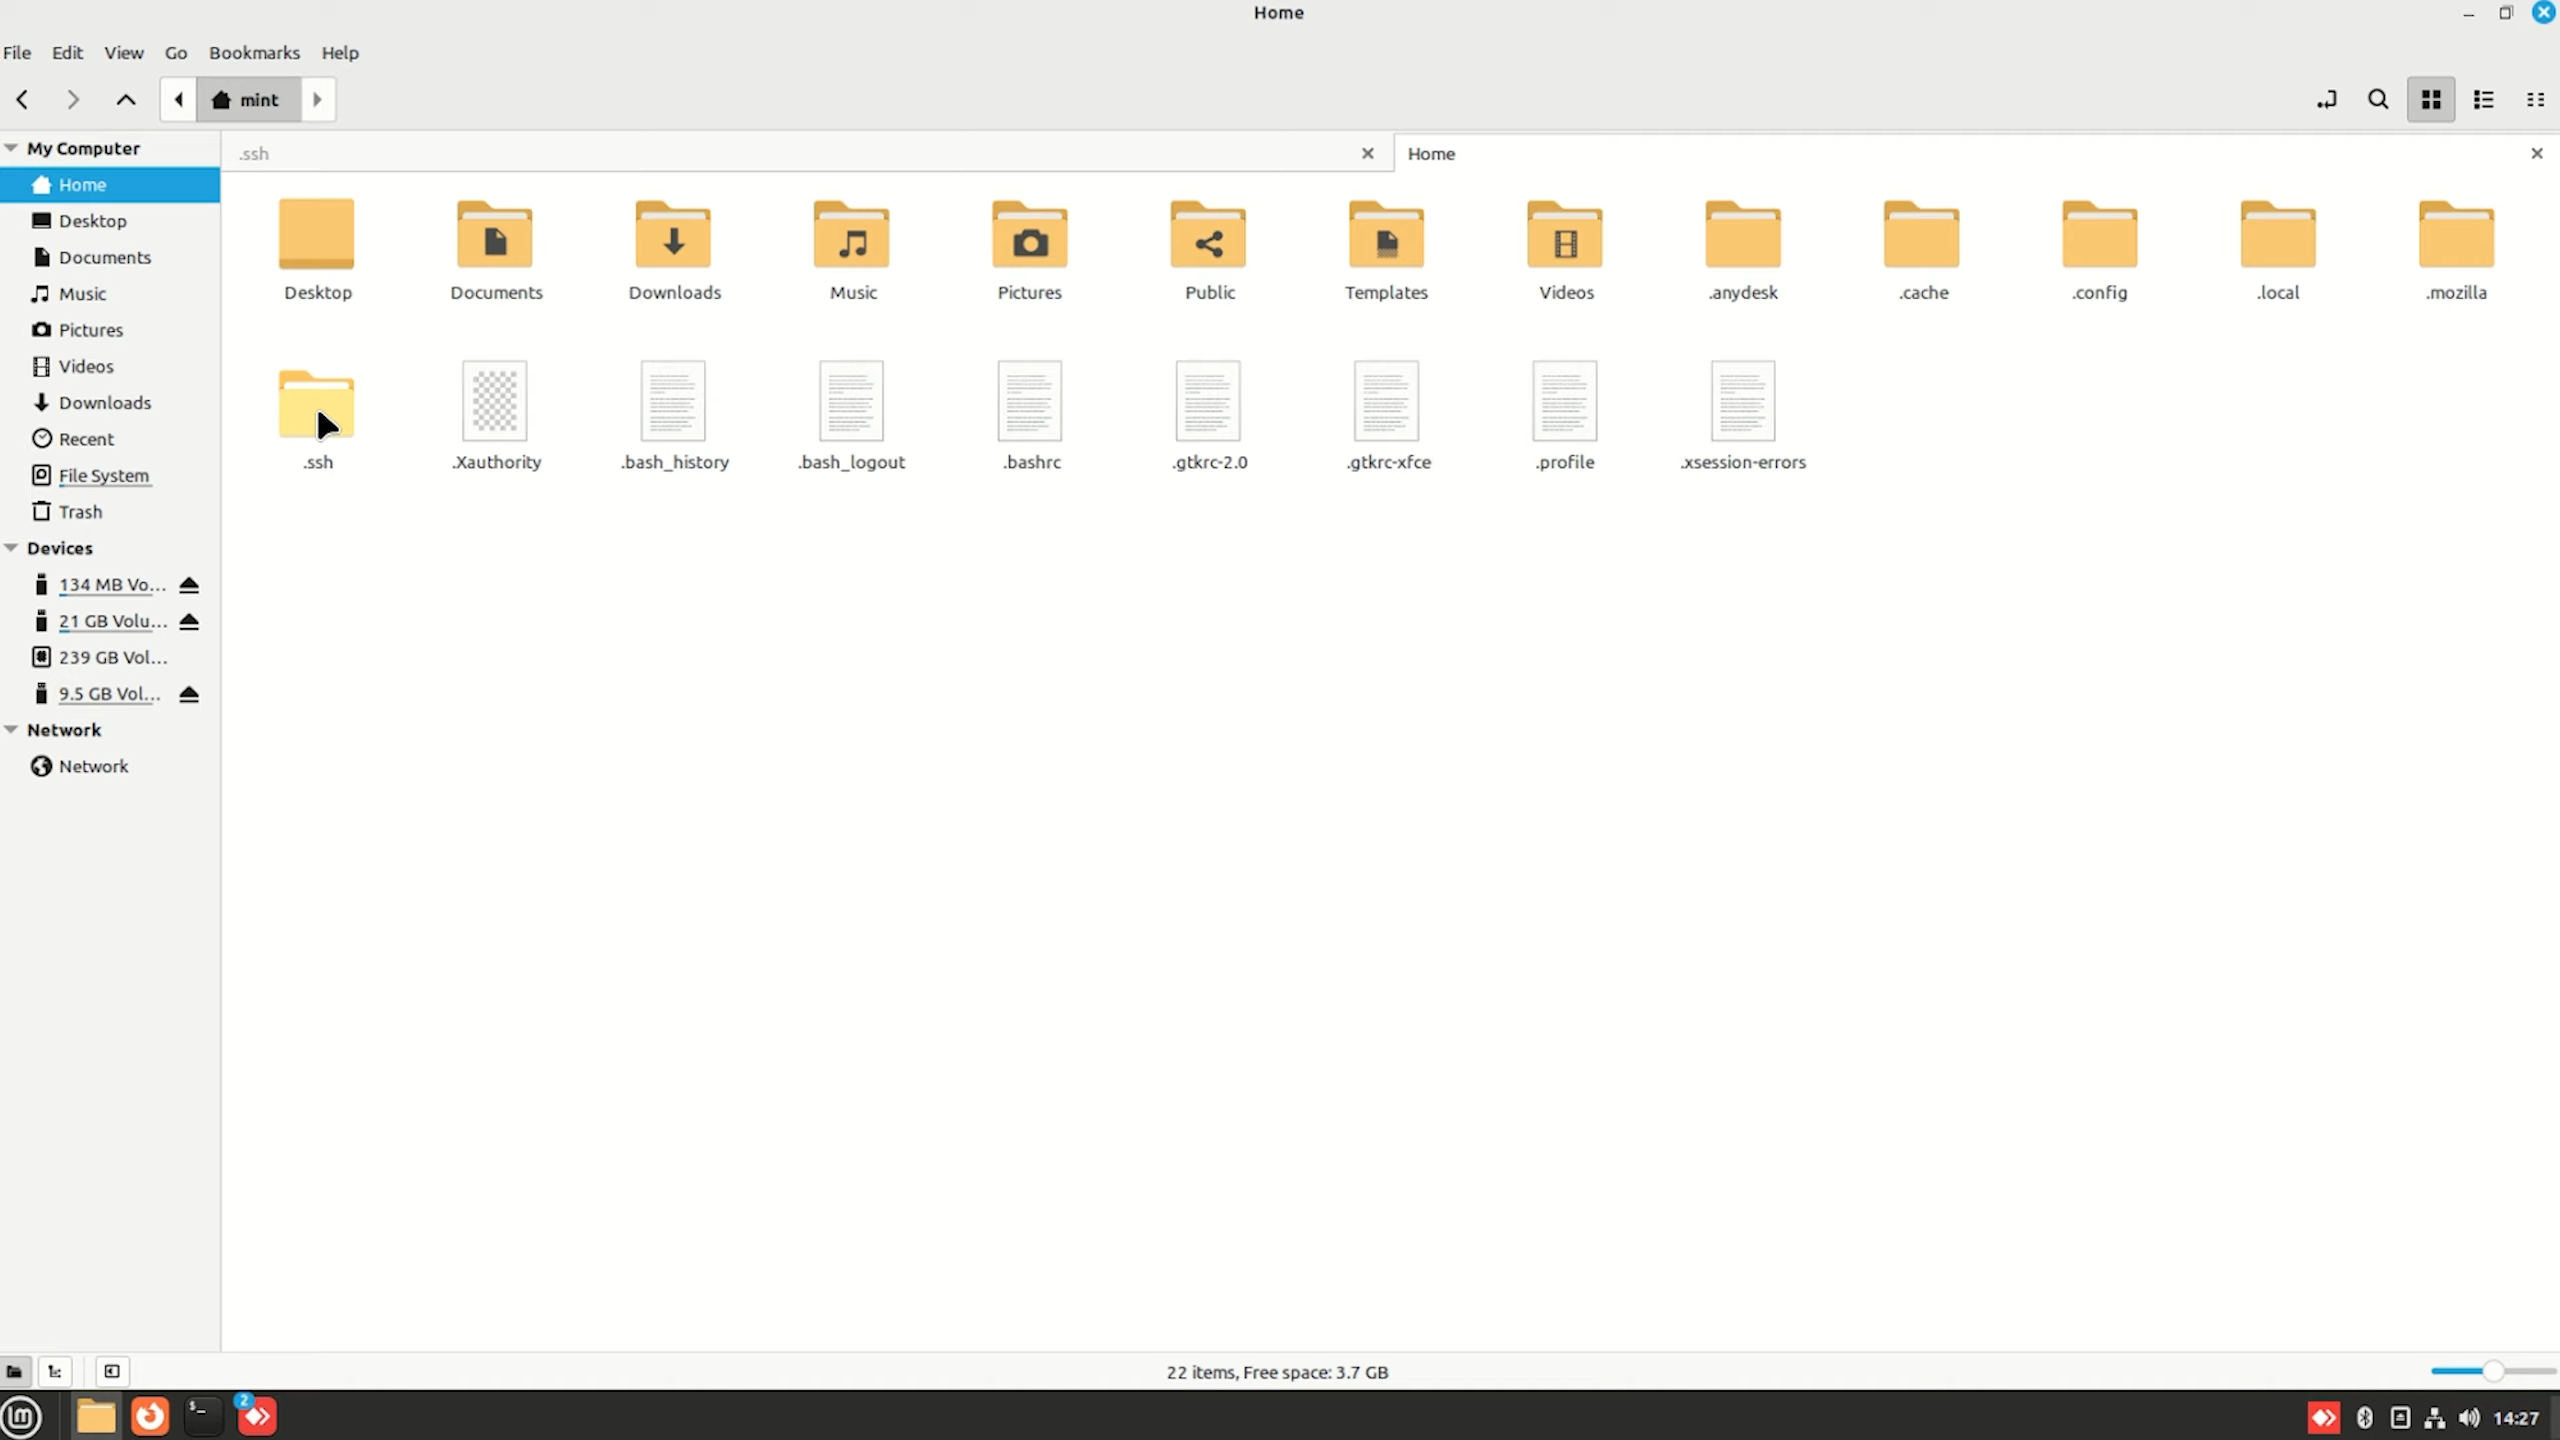 Home
File Edit View Go Bookmarks Help
mint
My Computer
Home
Desktop
Documents
Music
Pictures
Videos
Downloads
Recent
File System
Trash
Devices
134 MB Vo...
21 GB Volu...
239 GB Vol...
9.5 GB Vol...
Network
Network
.ssh Home
Desktop Documents Downloads Music Pictures Public Templates Videos .anydesk .cache .config .local .mozilla
.ssh .Xauthority .bash_history .bash_logout .bashrc .gtkrc-2.0 .gtkrc-xfce .profile .xsession-errors
22 items, Free space: 3.7 GB
lm $_ 2 14:27